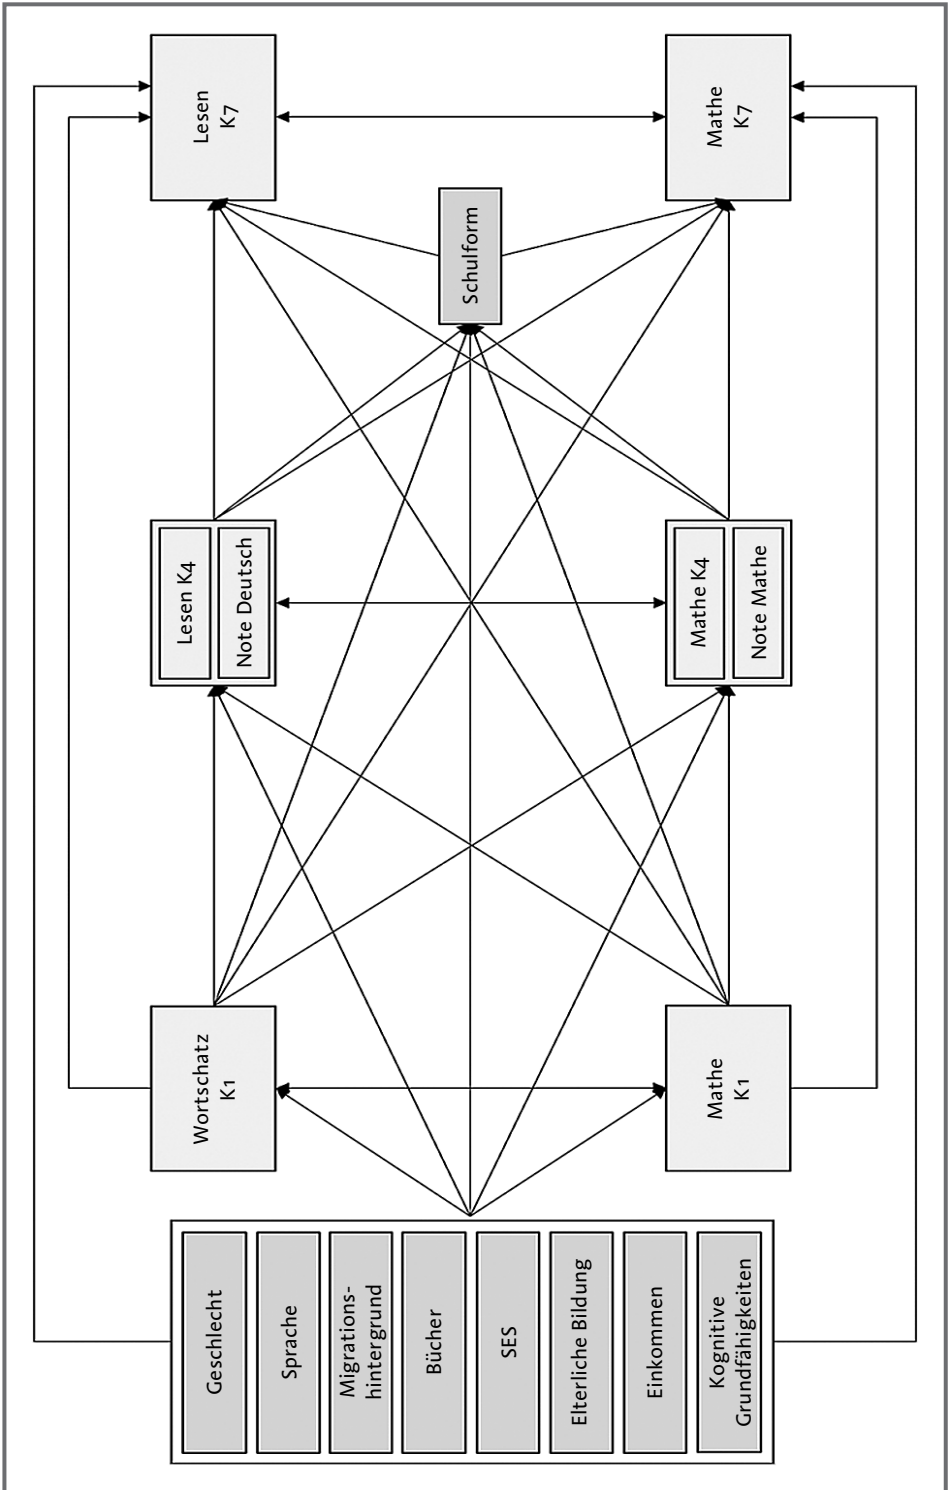 Lesen
K7
Mathe
K7
Schulform
Lesen K4
Note Deutsch
Mathe K4
Note Mathe
Wortschatz
K1
Mathe
K1
Geschlecht
Sprache
Migrations-
hintergrund
Bücher
SES
Elterliche Bildung
Einkommen
Kognitive
Grundfähigkeiten